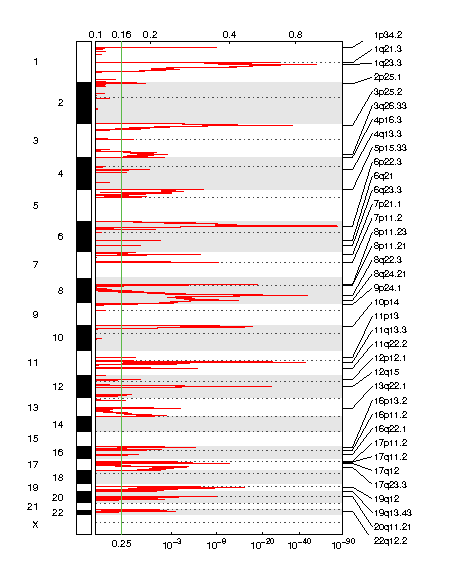 0.1 0.16 0.2 0.4 0.8
1
2
3
4
5
6
7
8
9
10
11
12
13
14
15
16
17
18
19
20
21
22
X
1p34.2
1q21.3
1q23.3
2p25.1
3p25.2
3q26.33
4p16.3
4q13.3
5p15.33
6p22.3
6q21
6q23.3
7p21.1
7p11.2
8p11.23
8p11.21
8q22.3
8q24.21
9p24.1
10p14
11p13
11q13.3
11q22.2
12p12.1
12q15
13q22.1
16p13.2
16p11.2
16q22.1
17p11.2
17q11.2
17q12
17q23.3
19q12
19q13.43
20q11.21
22q12.2
0.25 10⁻³ 10⁻⁹ 10⁻²⁰ 10⁻⁴⁰ 10⁻⁹⁰